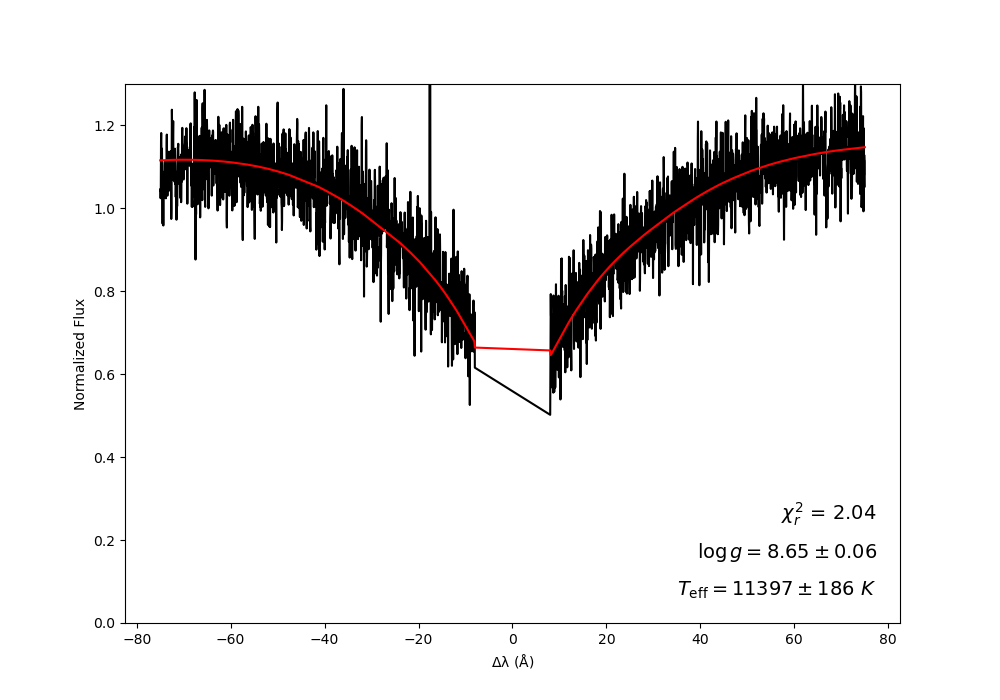 1.2
1.0
0.8
0.6
0.4
0.2
0.0
Normalized Flux
χ²ᵣ = 2.04
log g = 8.65 ± 0.06
T_eff = 11397 ± 186 K
−80 −60 −40 −20 0 20 40 60 80
Δλ (Å)